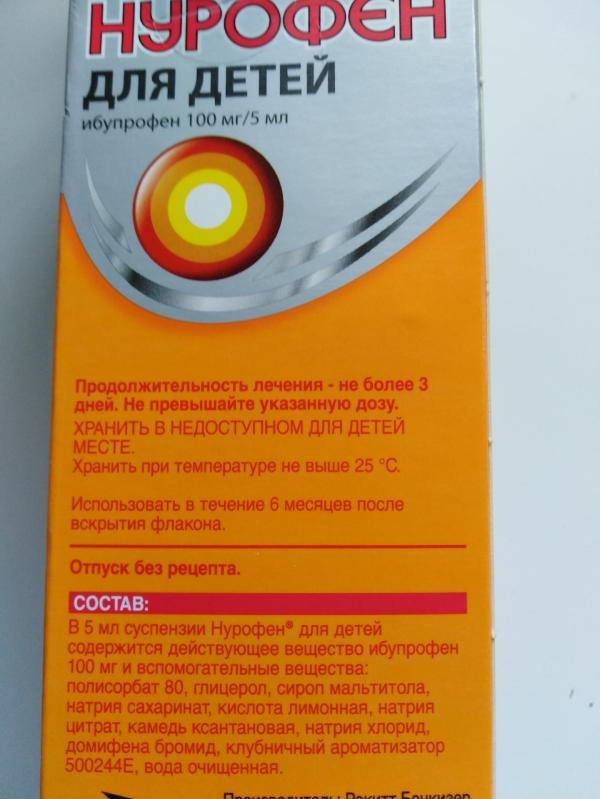 НУРОФЕН
ДЛЯ ДЕТЕЙ
ибупрофен 100 мг/5 мл
Продолжительность лечения - не более 3
дней. Не превышайте указанную дозу.
ХРАНИТЬ В НЕДОСТУПНОМ ДЛЯ ДЕТЕЙ
МЕСТЕ.
Хранить при температуре не выше 25 °C.
Использовать в течение 6 месяцев после
вскрытия флакона.
Отпуск без рецепта.
СОСТАВ:
В 5 мл суспензии Нурофен® для детей
содержится действующее вещество ибупрофен
100 мг и вспомогательные вещества:
полисорбат 80, глицерол, сироп мальтитола,
натрия сахаринат, кислота лимонная, натрия
цитрат, камедь ксантановая, натрия хлорид,
домифена бромид, клубничный ароматизатор
500244Е, вода очищенная.
Производитель: Рэкитт Бенкизер